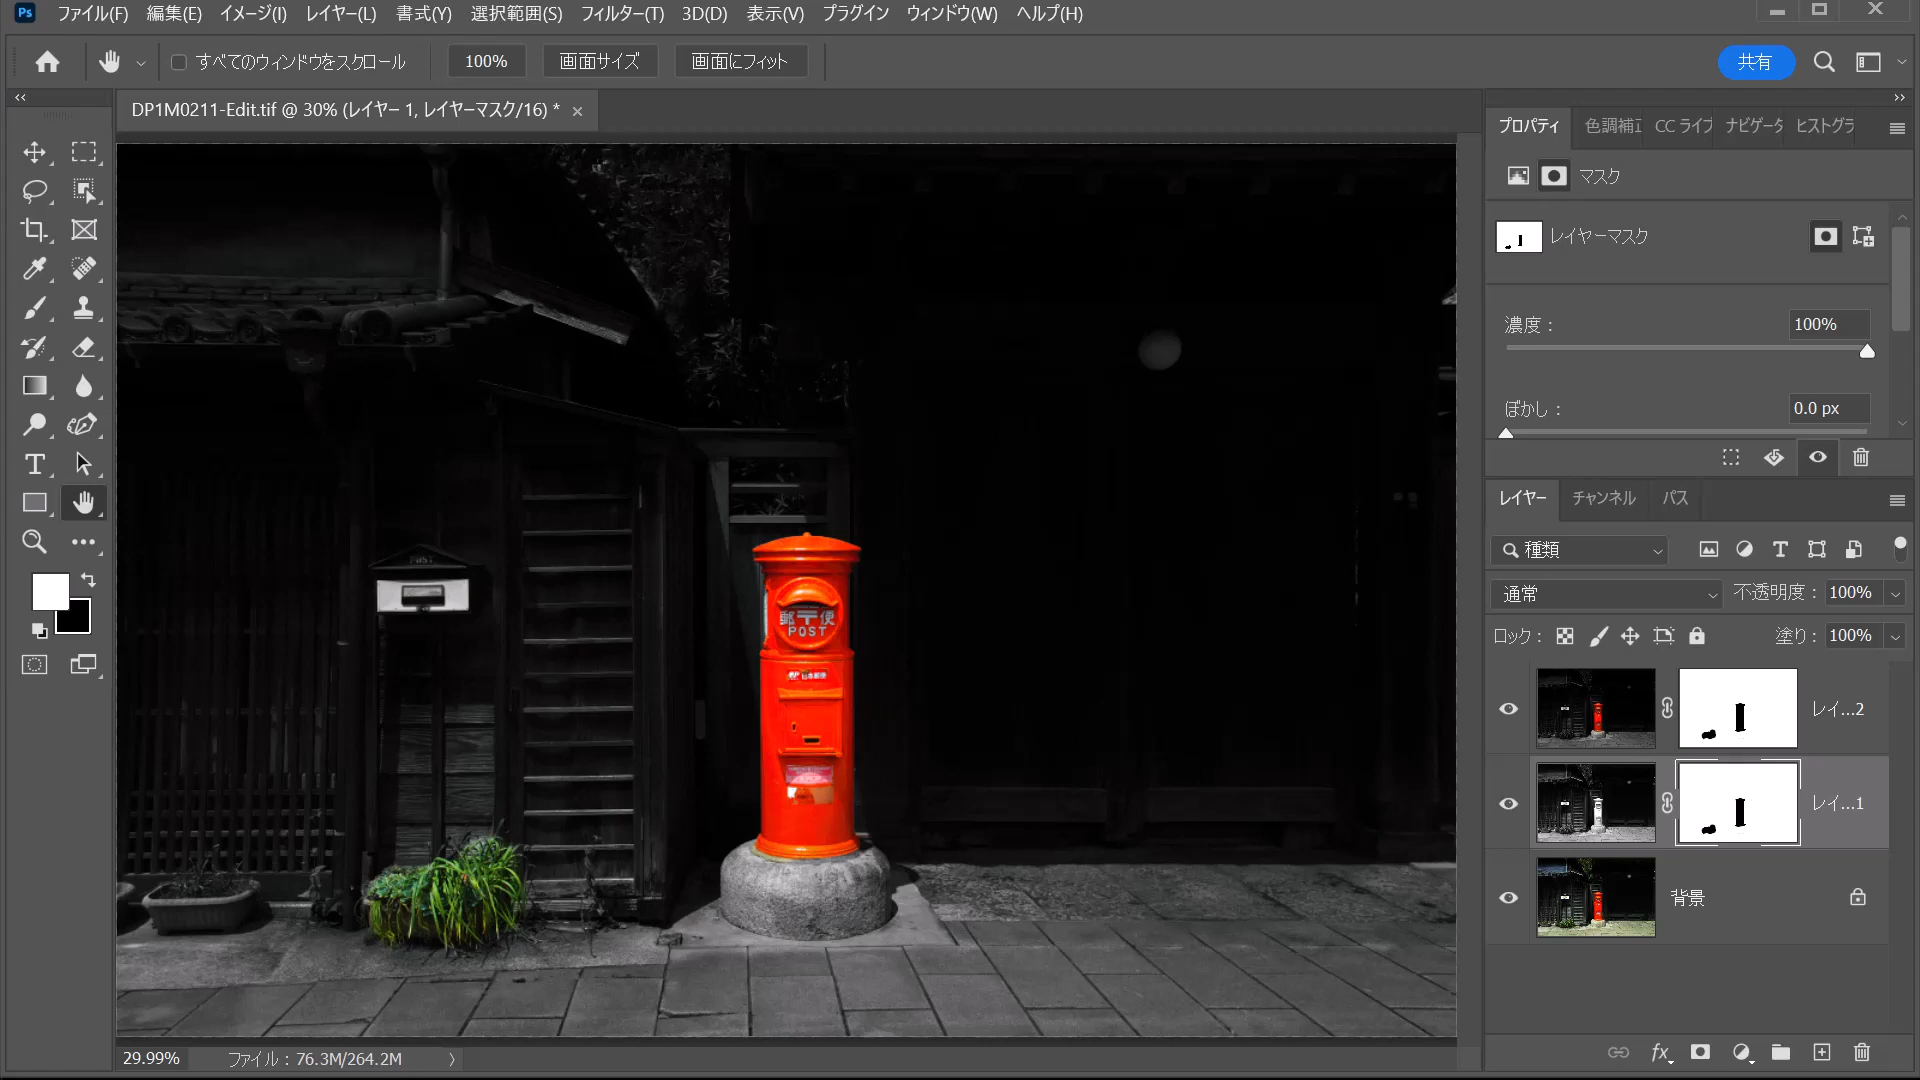 Ps ファイル(F) 編集(E) イメージ(I) レイヤー(L) 書式(Y) 選択範囲(S) フィルター(T) 3D(D) 表示(V) プラグイン ウィンドウ(W) ヘルプ(H)
すべてのウィンドウをスクロール 100% 画面サイズ 画面にフィット 共有
DP1M0211-Edit.tif @ 30% (レイヤー 1, レイヤーマスク/16) *
プロパティ 色調補正 CC ライブ ナビゲータ ヒストグラ
マスク
レイヤーマスク
濃度 : 100%
ぼかし : 0.0 px
レイヤー チャンネル パス
種類
通常 不透明度 : 100%
ロック : 塗り : 100%
レイ...2
レイ...1
背景
POST
郵〒便
POST
日本郵便
29.99% ファイル : 76.3M/264.2M
fx